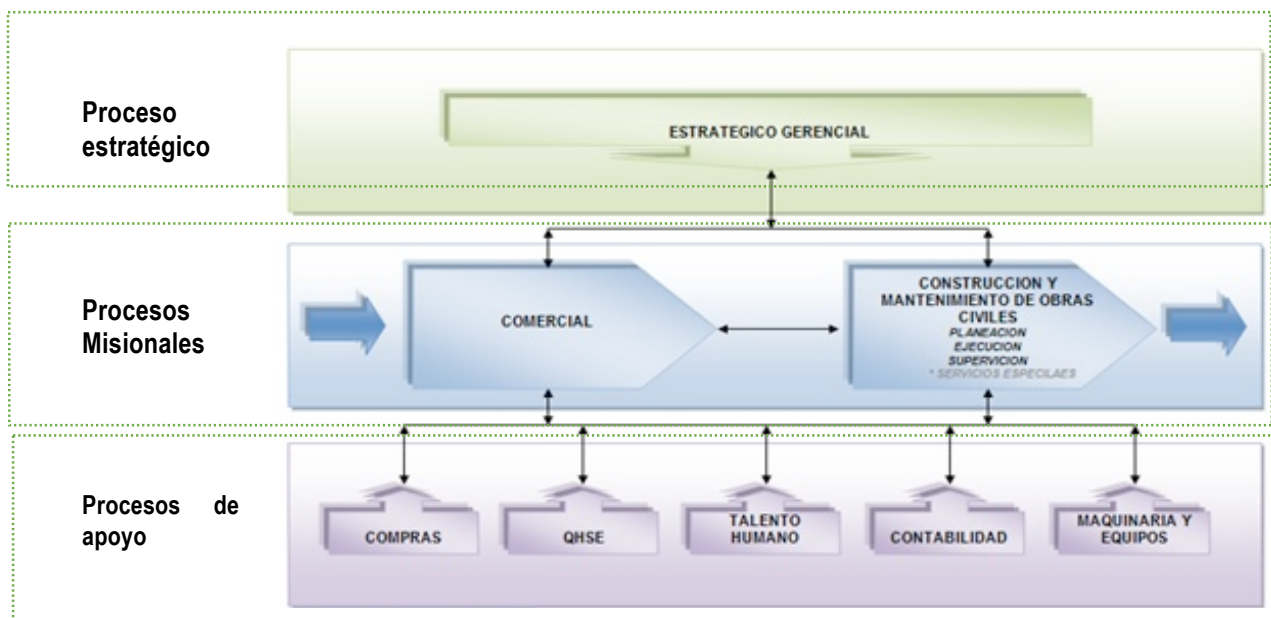 Proceso
estratégico
ESTRATEGICO GERENCIAL
Procesos
Misionales
COMERCIAL
CONSTRUCCION Y
MANTENIMIENTO DE OBRAS
CIVILES
PLANEACION
EJECUCION
SUPERVICION
* SERVICIOS ESPECILAES
Procesos de
apoyo
COMPRAS
QHSE
TALENTO
HUMANO
CONTABILIDAD
MAQUINARIA Y
EQUIPOS